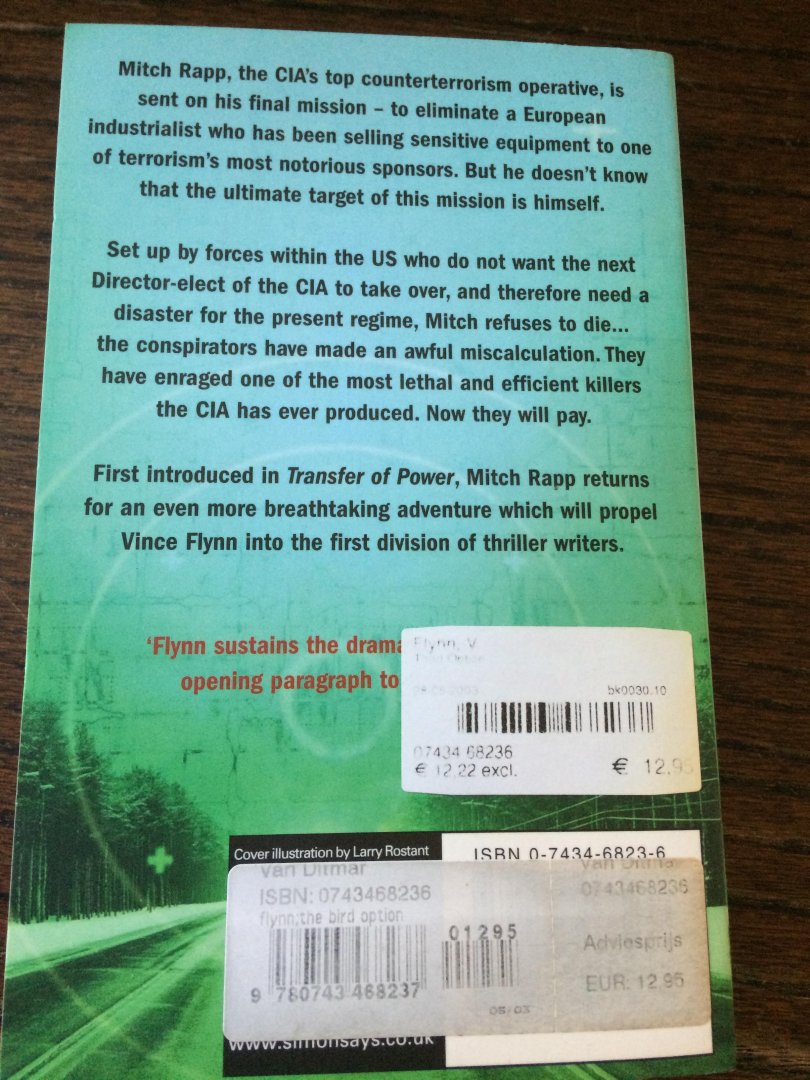 Mitch Rapp, the CIA's top counterterrorism operative, is
sent on his final mission – to eliminate a European
industrialist who has been selling sensitive equipment to one
of terrorism's most notorious sponsors. But he doesn't know
that the ultimate target of this mission is himself.
Set up by forces within the US who do not want the next
Director-elect of the CIA to take over, and therefore need a
disaster for the present regime, Mitch refuses to die...
the conspirators have made an awful miscalculation. They
have enraged one of the most lethal and efficient killers
the CIA has ever produced. Now they will pay.
First introduced in Transfer of Power, Mitch Rapp returns
for an even more breathtaking adventure which will propel
Vince Flynn into the first division of thriller writers.
'Flynn sustains the drama
opening paragraph to
Flynn, V
bk0030.10
07434 68236
€ 12,22 excl.
€ 12,95
Cover illustration by Larry Rostant
ISBN 0-7434-6823-6
Van Ditmar
ISBN: 0743468236
flynn;the bird option
01295
9 780743 468237
05/03
Van Ditmar
0743468236
Adviesprijs
EUR: 12,95
www.simonsays.co.uk